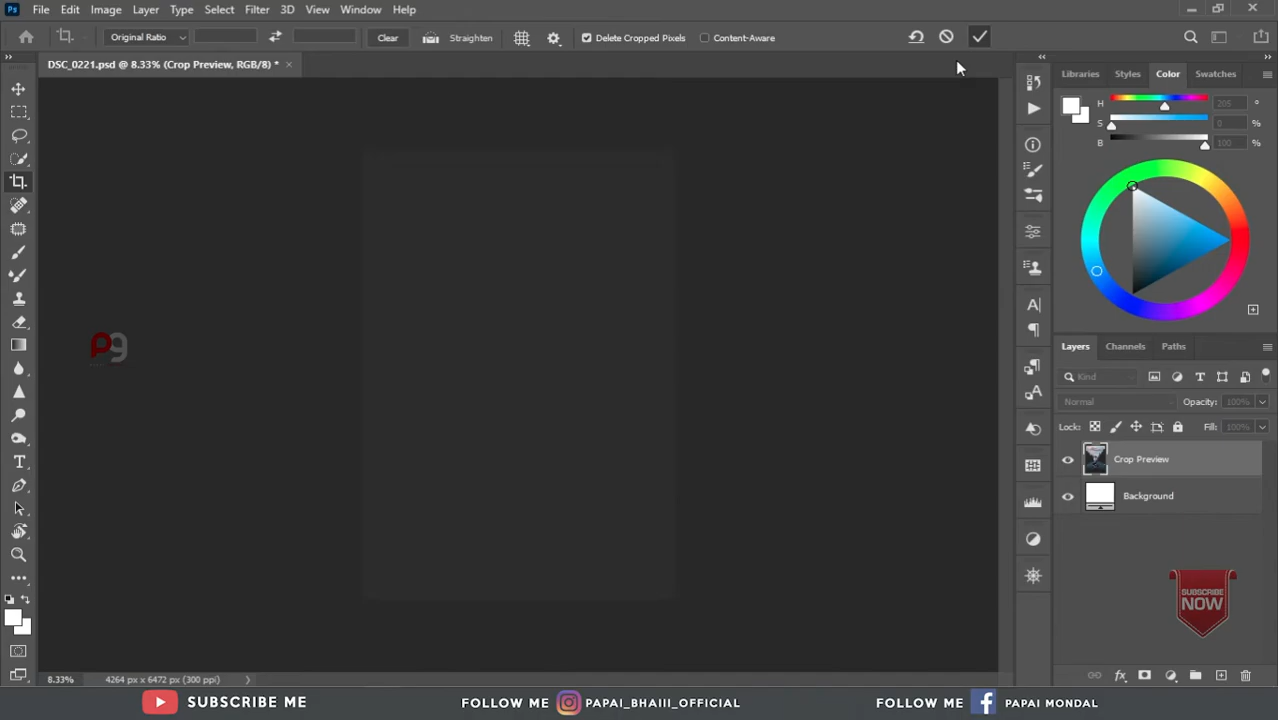 Ps File Edit Image Layer Type Select Filter 3D View Window Help
Original Ratio Clear Straighten Delete Cropped Pixels Content-Aware
DSC_0221.psd @ 8.33% (Crop Preview, RGB/8) *
Libraries Styles Color Swatches
H 205 °
S 0 %
B 100 %
Pg
Layers Channels Paths
Kind
Normal Opacity: 100%
Lock: Fill: 100%
Crop Preview
Background
SUBSCRIBE
NOW
8.33% 4264 px x 6472 px (300 ppi)
SUBSCRIBE ME FOLLOW ME PAPAI_BHAIII_OFFICIAL FOLLOW ME PAPAI MONDAL